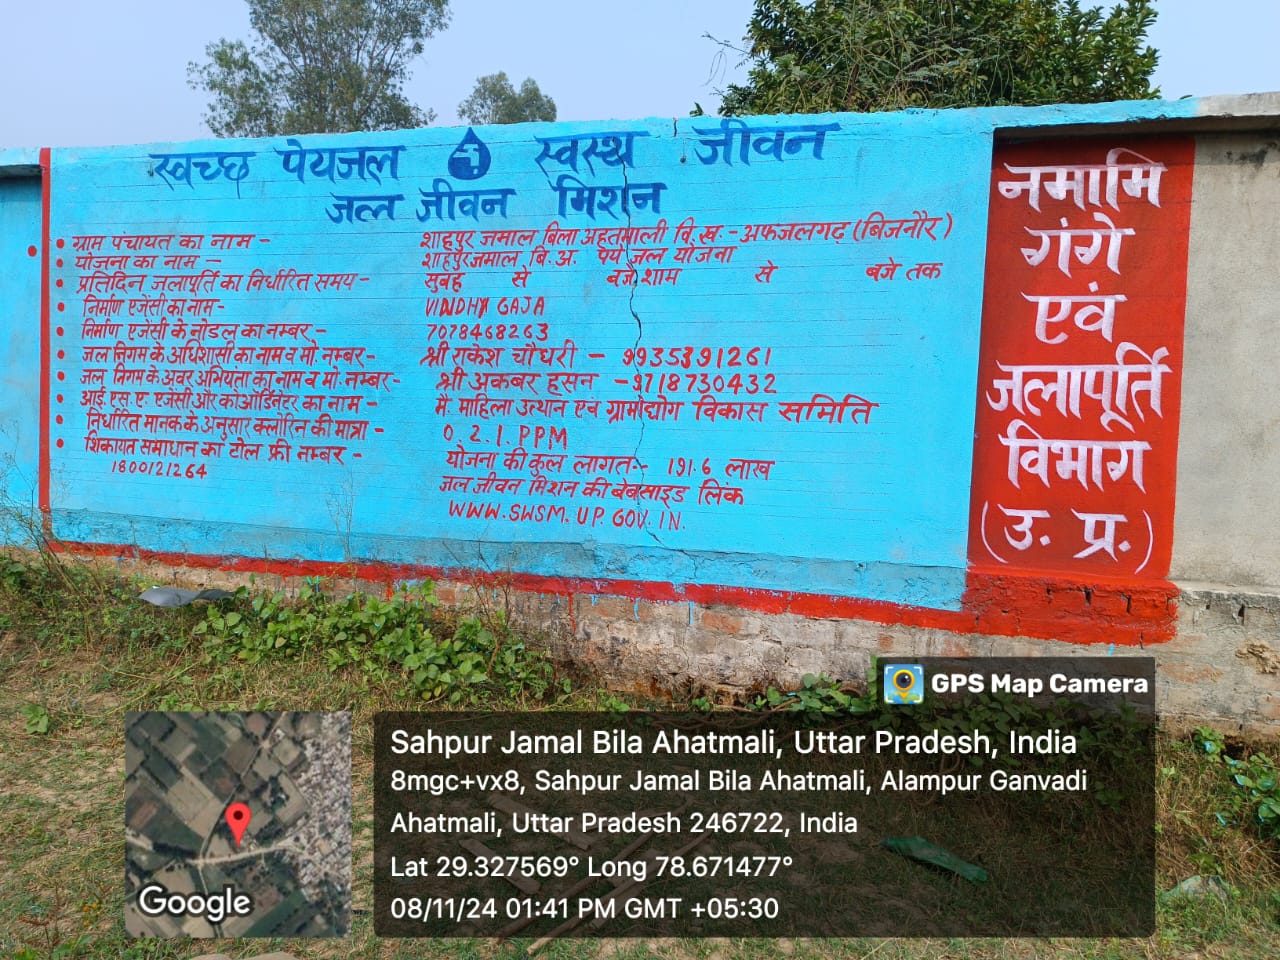 स्वच्छ पेयजल स्वस्थ जीवन
जल जीवन मिशन
• ग्राम पंचायत का नाम - शाहपुर जमाल बिला अहतमाली वि.ख. - अफजलगढ़ (बिजनौर)
• योजना का नाम - शाहपुरजमाल बि. अ. पेय जल योजना
• प्रतिदिन जलापूर्ति का निर्धारित समय - सुबह से बजे शाम से बजे तक
• निर्माण एजेंसी का नाम - VINDHYA GAJA
• निर्माण एजेंसी के नोडल का नम्बर - 7078468263
• जल निगम के अधिशासी का नाम व मो. नम्बर - श्री राकेश चौधरी - 9935391261
• जल निगम के अवर अभियंता का नाम व मो. नम्बर - श्री अकबर हसन - 9718730432
• आई. एस. ए. एजेंसी और कोऑर्डिनेटर का नाम - मै. माहिला उत्थान एवं ग्रामोद्योग विकास समिति
• निर्धारित मानक के अनुसार क्लोरिन की मात्रा - 0.2.1.PPM
• शिकायत समाधान का टोल फ्री नम्बर -
1800121264
योजना की कुल लागत:- 191.6 लाख
जल जीवन मिशन की बेबसाइड लिंक
WWW.SWSM.UP.GOV.IN.
नमामि
गंगे
एवं
जलापूर्ति
विभाग
(उ. प्र.)
GPS Map Camera
Sahpur Jamal Bila Ahatmali, Uttar Pradesh, India
8mgc+vx8, Sahpur Jamal Bila Ahatmali, Alampur Ganvadi
Ahatmali, Uttar Pradesh 246722, India
Lat 29.327569° Long 78.671477°
08/11/24 01:41 PM GMT +05:30
Google